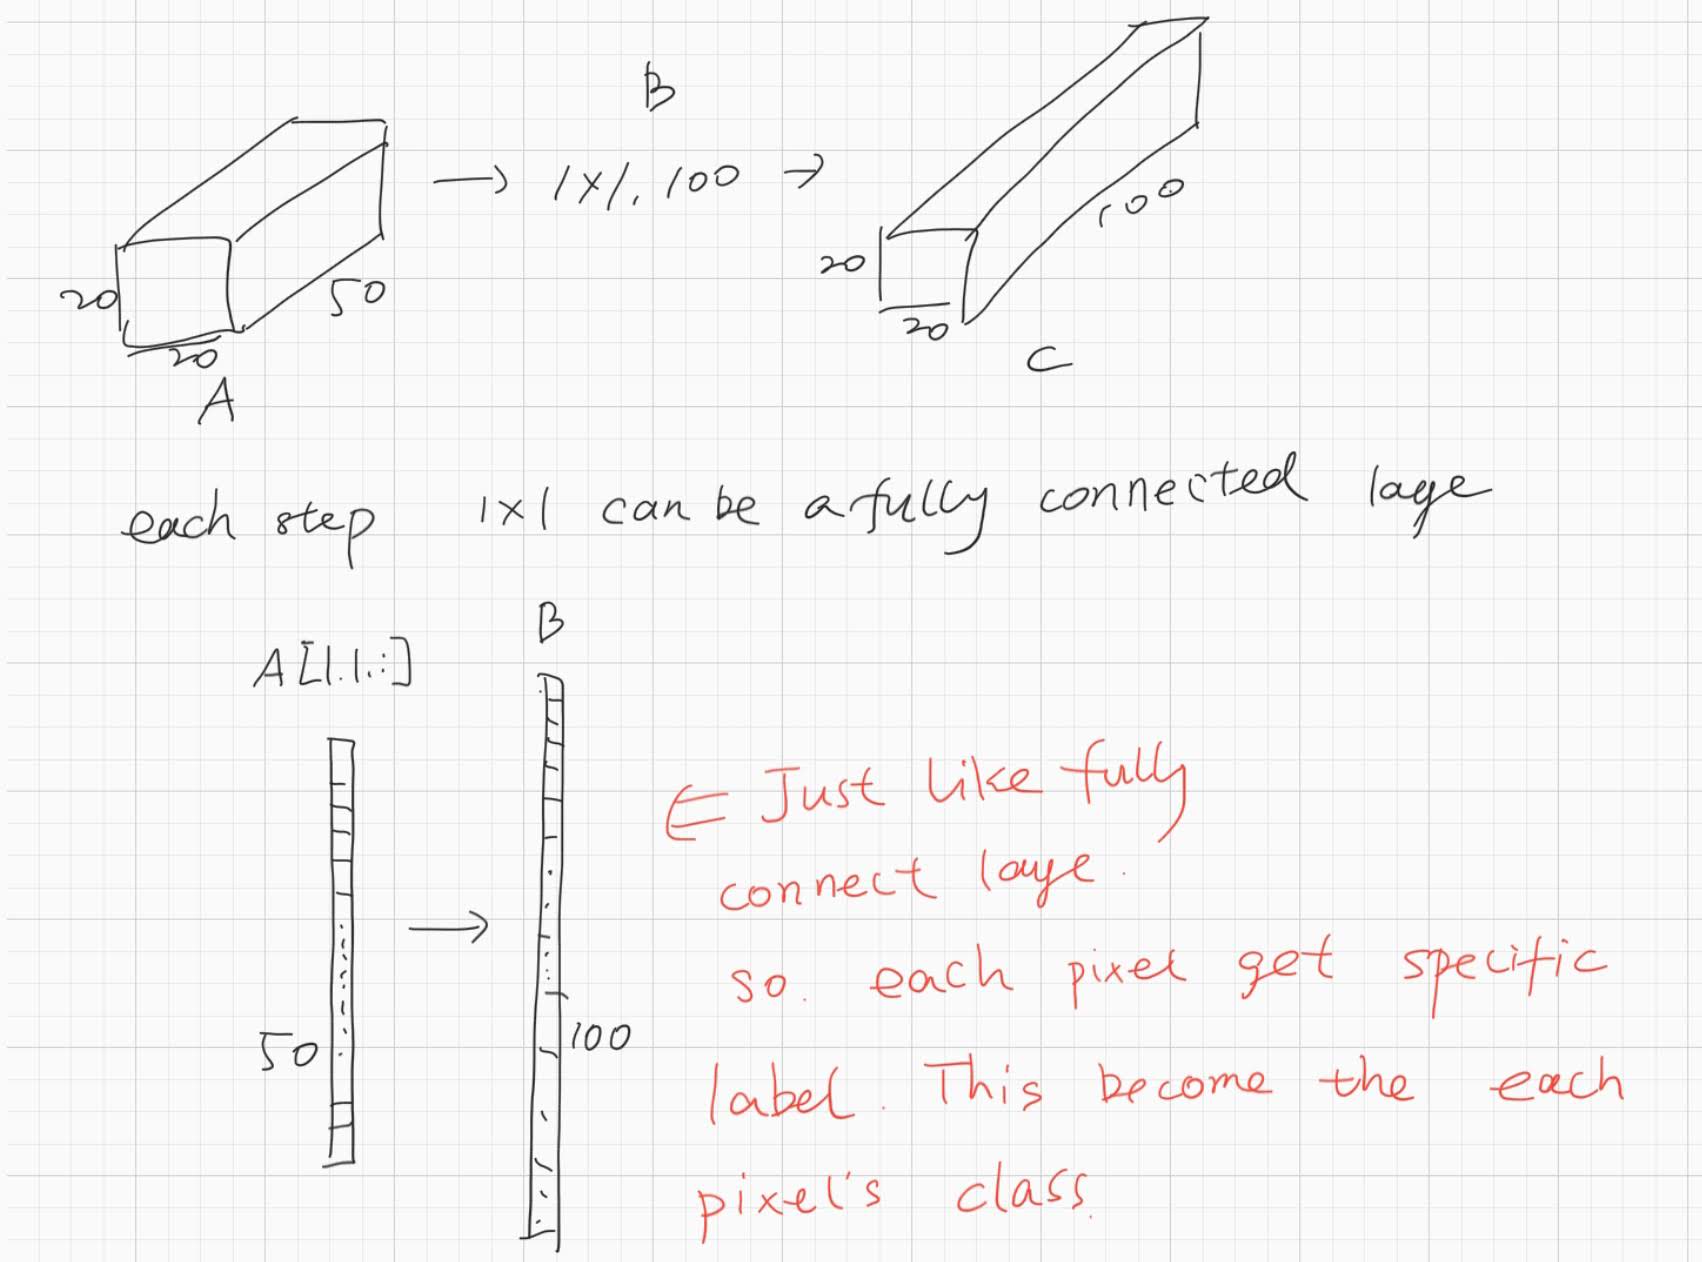 B
→ 1×1, 100 →
20
50
20
A
20
100
20
C
each step 1×1 can be a fully connected laye
A[1.1.:]
B
50
→
100
⇐ Just like fully
connect laye.
so. each pixel get specific
label. This become the each
pixel's class.